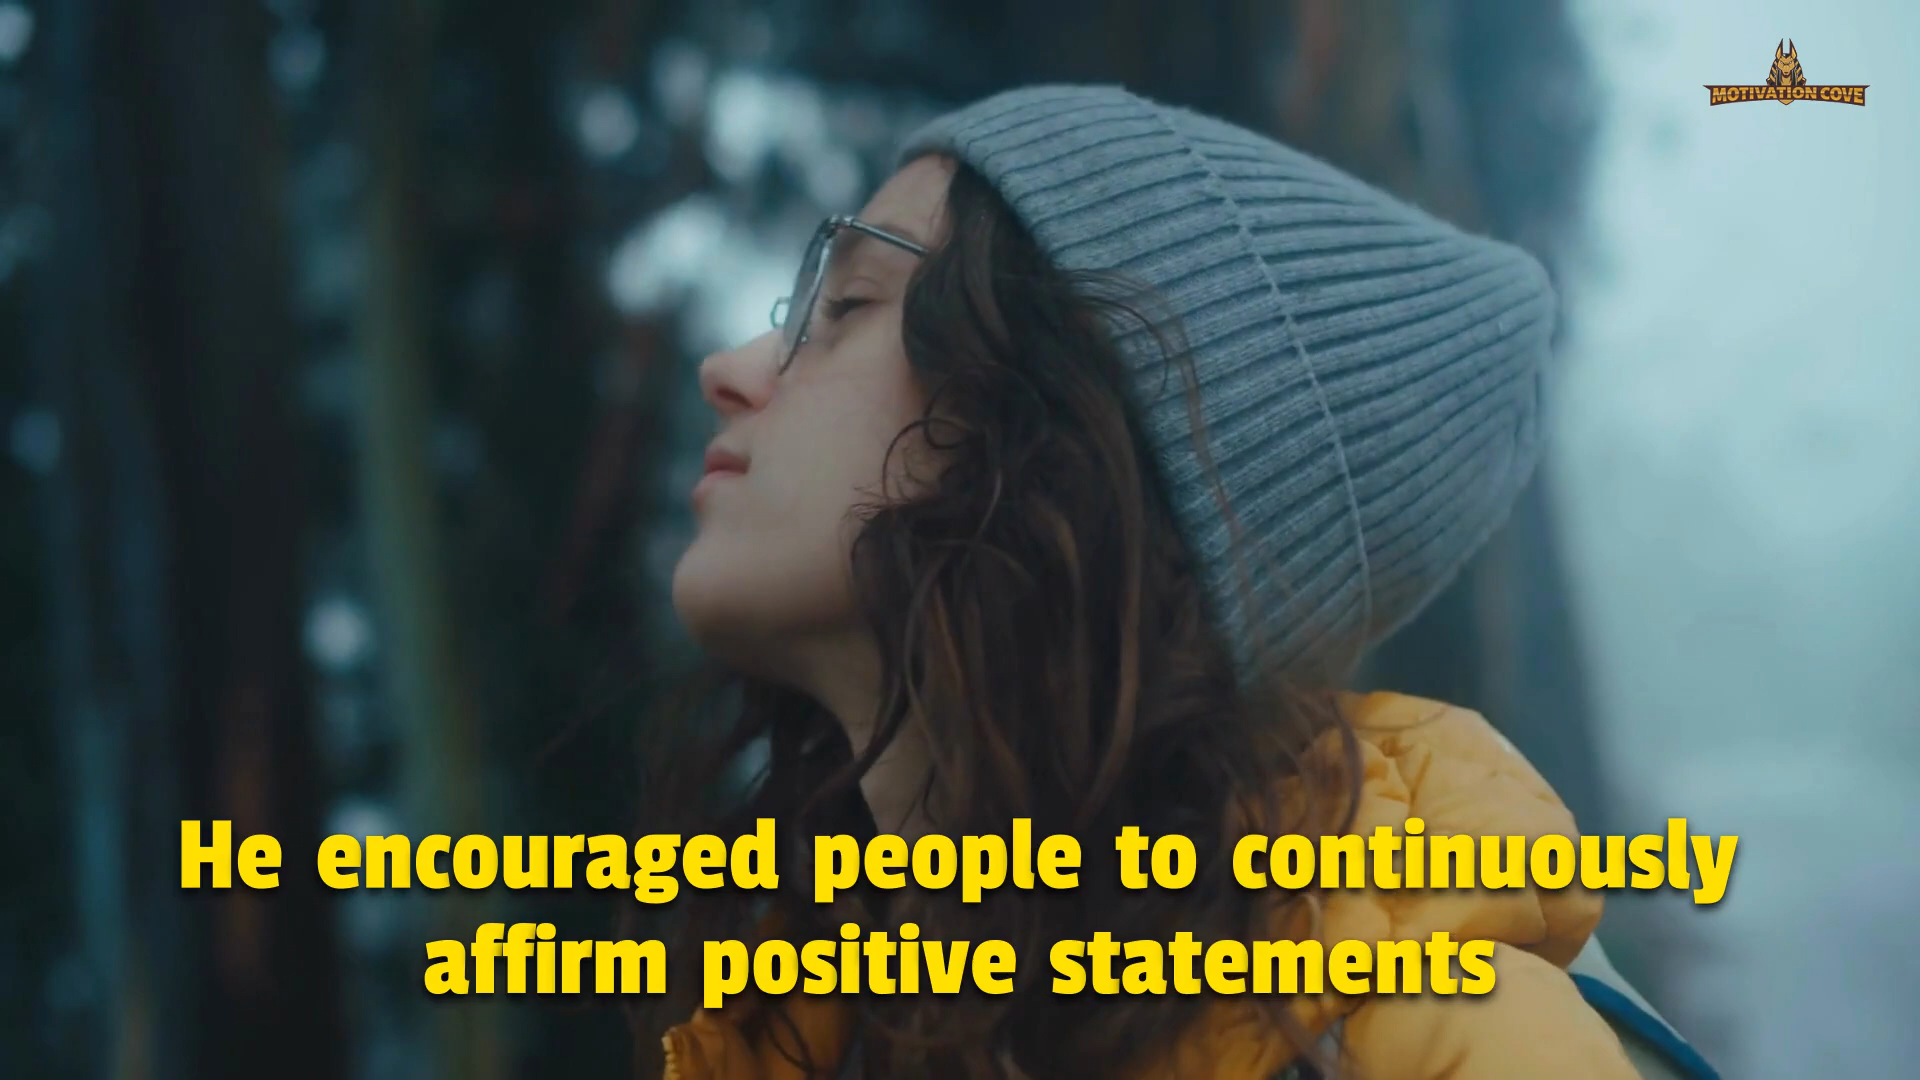 MOTIVATION COVE
He encouraged people to continuously
affirm positive statements